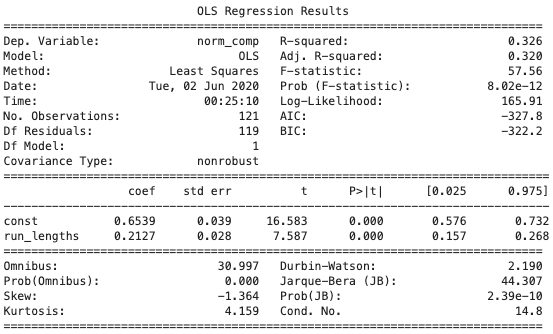 OLS Regression Results
==============================================================================
Dep. Variable:              norm_comp   R-squared:                       0.326
Model:                            OLS   Adj. R-squared:                  0.320
Method:                 Least Squares   F-statistic:                     57.56
Date:                Tue, 02 Jun 2020   Prob (F-statistic):           8.02e-12
Time:                        00:25:10   Log-Likelihood:                 165.91
No. Observations:                 121   AIC:                            -327.8
Df Residuals:                     119   BIC:                            -322.2
Df Model:                           1
Covariance Type:            nonrobust
===============================================================================
coef    std err          t      P>|t|      [0.025      0.975]
-------------------------------------------------------------------------------
const           0.6539      0.039     16.583      0.000       0.576       0.732
run_lengths     0.2127      0.028      7.587      0.000       0.157       0.268
==============================================================================
Omnibus:                       30.997   Durbin-Watson:                   2.190
Prob(Omnibus):                  0.000   Jarque-Bera (JB):               44.307
Skew:                          -1.364   Prob(JB):                     2.39e-10
Kurtosis:                       4.159   Cond. No.                         14.8
==============================================================================